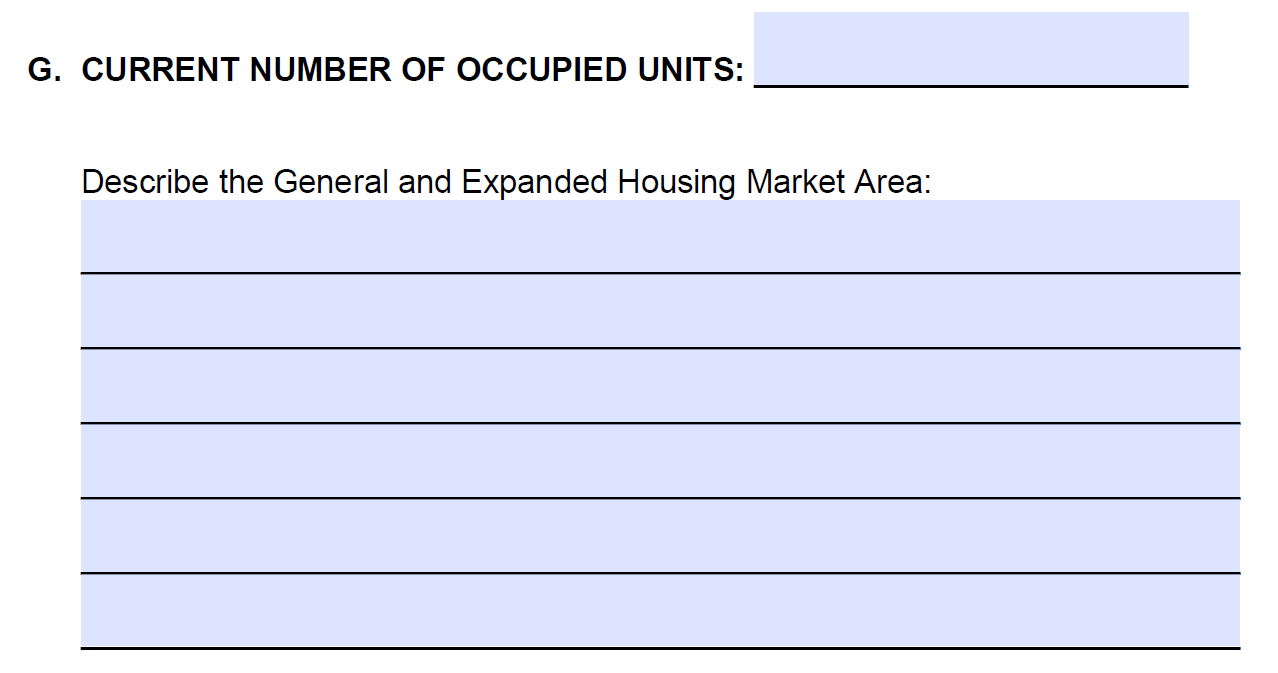 G. CURRENT NUMBER OF OCCUPIED UNITS:
Describe the General and Expanded Housing Market Area: